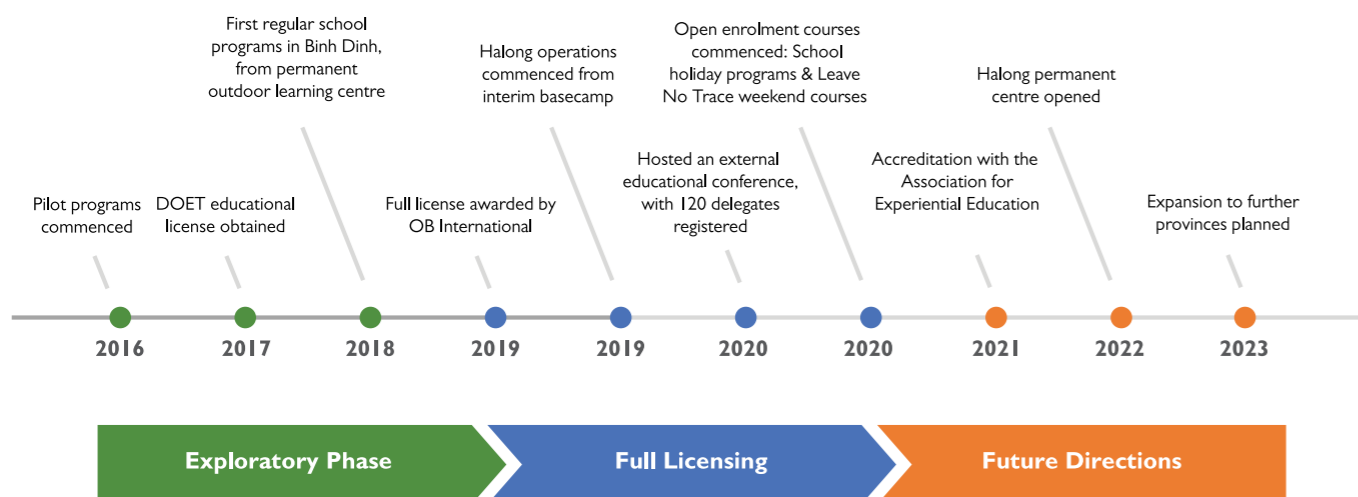 First regular school
programs in Binh Dinh,
from permanent
outdoor learning centre
Halong operations
commenced from
interim basecamp
Open enrolment courses
commenced: School
holiday programs & Leave
No Trace weekend courses
Halong permanent
centre opened
Pilot programs
commenced
DOET educational
license obtained
Full license awarded by
OB International
Hosted an external
educational conference,
with 120 delegates
registered
Accreditation with the
Association for
Experiential Education
Expansion to further
provinces planned
2016
2017
2018
2019
2019
2020
2020
2021
2022
2023
Exploratory Phase
Full Licensing
Future Directions